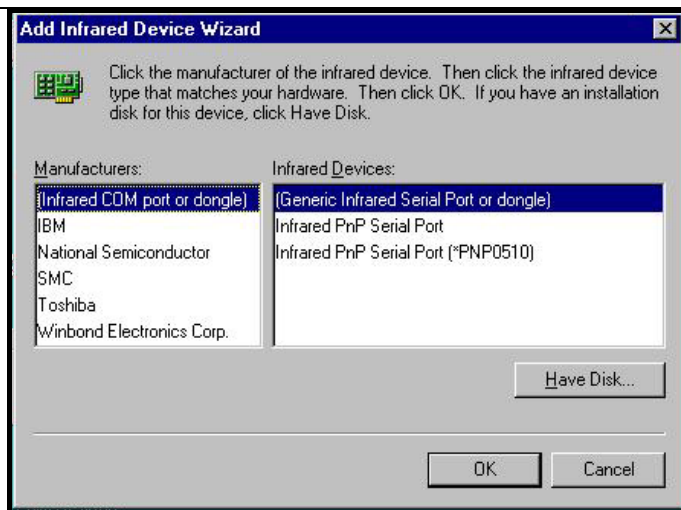 Add Infrared Device Wizard
Click the manufacturer of the infrared device. Then click the infrared device
type that matches your hardware. Then click OK. If you have an installation
disk for this device, click Have Disk.
Manufacturers:
(Infrared COM port or dongle)
IBM
National Semiconductor
SMC
Toshiba
Winbond Electronics Corp.
Infrared Devices:
(Generic Infrared Serial Port or dongle)
Infrared PnP Serial Port
Infrared PnP Serial Port (*PNP0510)
Have Disk...
OK
Cancel